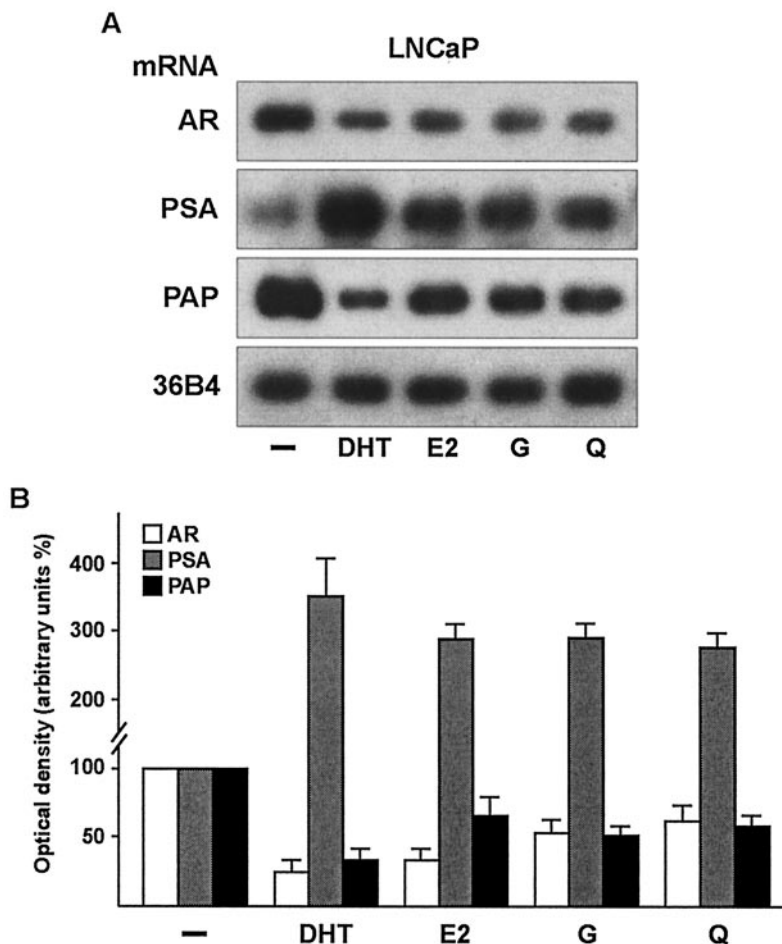 A
mRNA
LNCaP
AR
PSA
PAP
36B4
– DHT E2 G Q
B
Optical density (arbitrary units %)
AR
PSA
PAP
400
300
200
100
50
– DHT E2 G Q